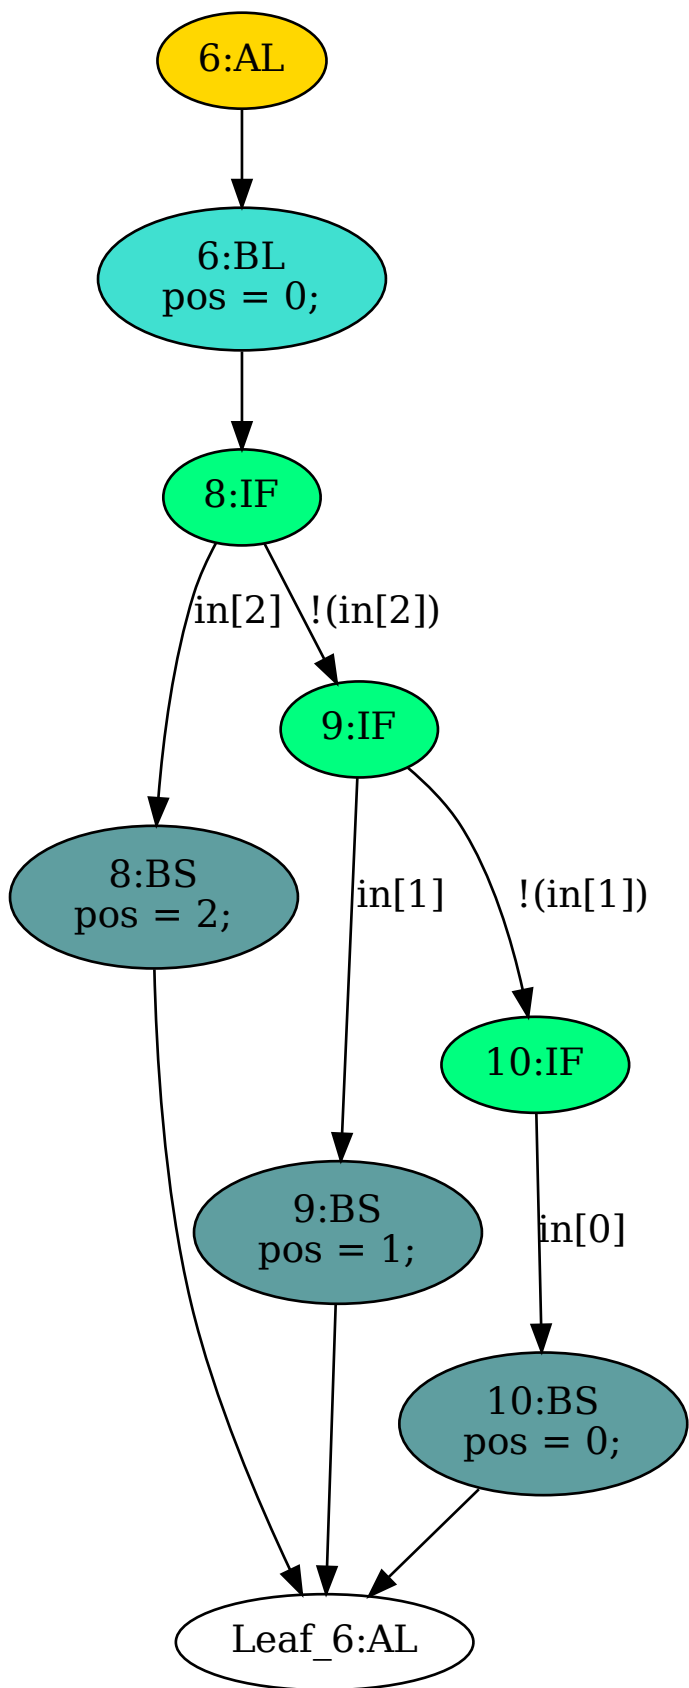 6:AL
6:BL
pos = 0;
8:IF
in[2]
!(in[2])
9:IF
8:BS
pos = 2;
in[1]
!(in[1])
10:IF
9:BS
pos = 1;
in[0]
10:BS
pos = 0;
Leaf_6:AL